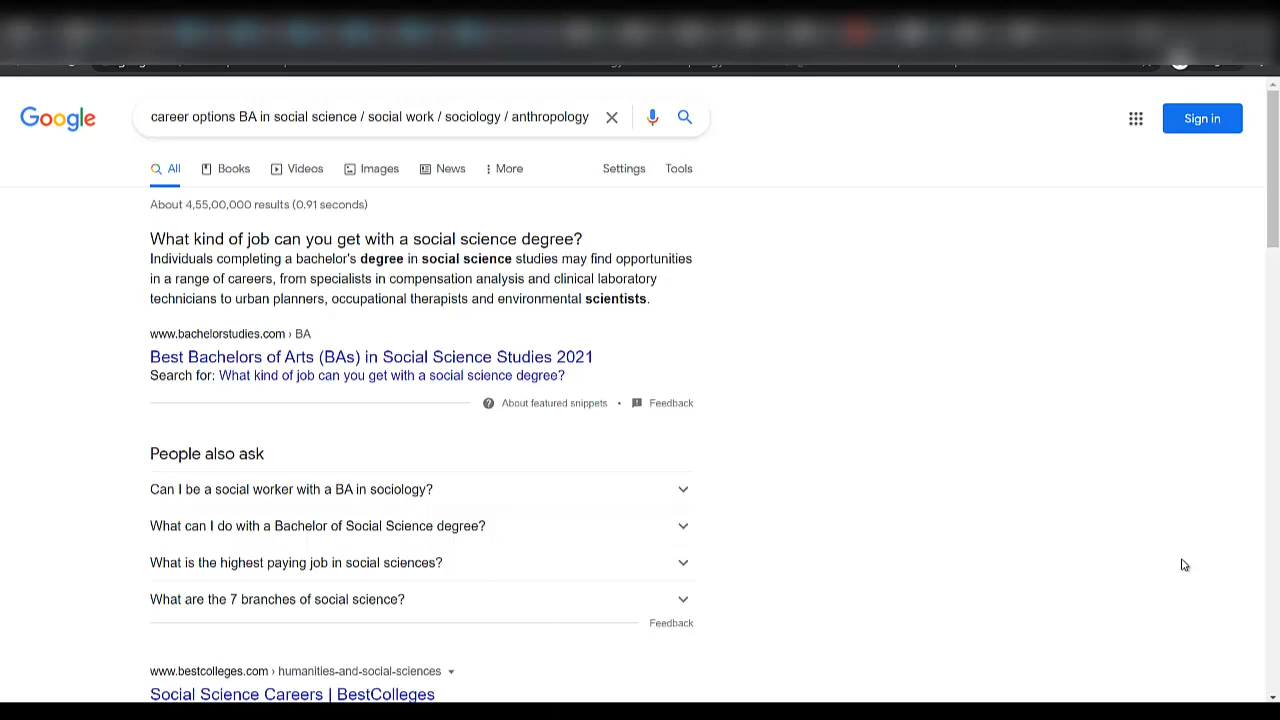 Google
career options BA in social science / social work / sociology / anthropology
Sign in
All Books Videos Images News More Settings Tools
About 4,55,00,000 results (0.91 seconds)
What kind of job can you get with a social science degree?
Individuals completing a bachelor's degree in social science studies may find opportunities
in a range of careers, from specialists in compensation analysis and clinical laboratory
technicians to urban planners, occupational therapists and environmental scientists.
www.bachelorstudies.com › BA
Best Bachelors of Arts (BAs) in Social Science Studies 2021
Search for: What kind of job can you get with a social science degree?
About featured snippets • Feedback
People also ask
Can I be a social worker with a BA in sociology?
What can I do with a Bachelor of Social Science degree?
What is the highest paying job in social sciences?
What are the 7 branches of social science?
Feedback
www.bestcolleges.com › humanities-and-social-sciences
Social Science Careers | BestColleges